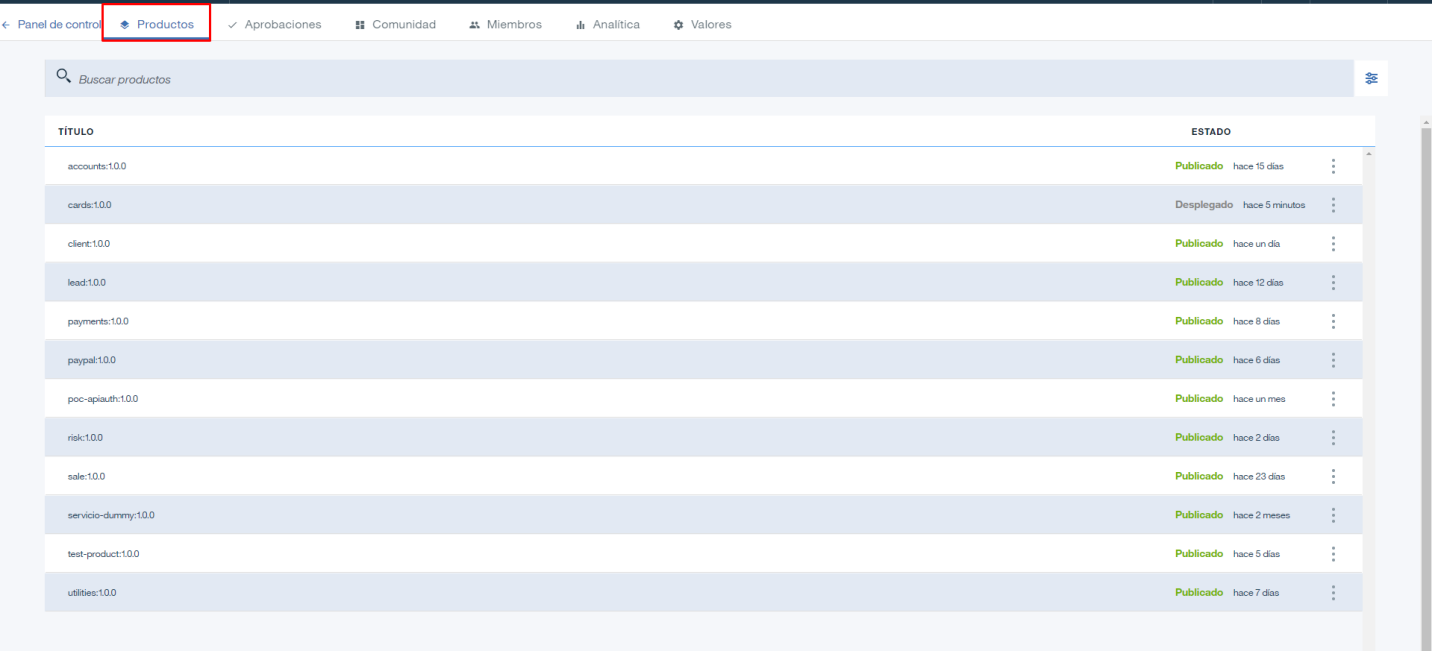 Panel de control Productos Aprobaciones Comunidad Miembros Analítica Valores
Buscar productos
TÍTULO ESTADO
accounts:1.0.0 Publicado hace 15 días
cards:1.0.0 Desplegado hace 5 minutos
client:1.0.0 Publicado hace un día
lead:1.0.0 Publicado hace 12 días
payments:1.0.0 Publicado hace 8 días
paypal:1.0.0 Publicado hace 6 días
poc-apiauth:1.0.0 Publicado hace un mes
risk:1.0.0 Publicado hace 2 días
sale:1.0.0 Publicado hace 23 días
servicio-dummy:1.0.0 Publicado hace 2 meses
test-product:1.0.0 Publicado hace 5 días
utilities:1.0.0 Publicado hace 7 días